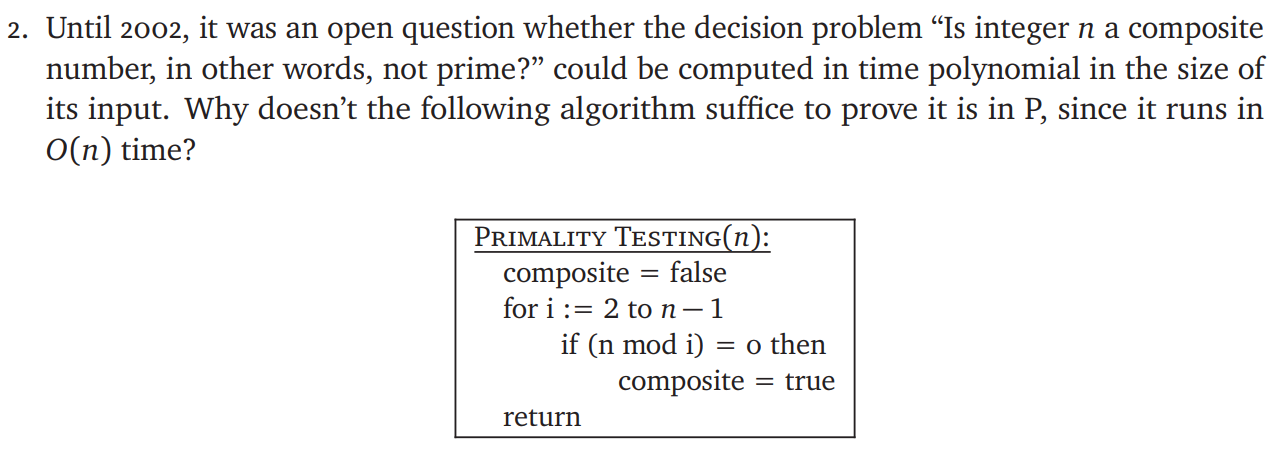 2. Until 2002, it was an open question whether the decision problem “Is integer n a composite
number, in other words, not prime?” could be computed in time polynomial in the size of
its input. Why doesn’t the following algorithm suffice to prove it is in P, since it runs in
O(n) time?
PRIMALITY TESTING(n):
composite = false
for i := 2 to n − 1
if (n mod i) = 0 then
composite = true
return